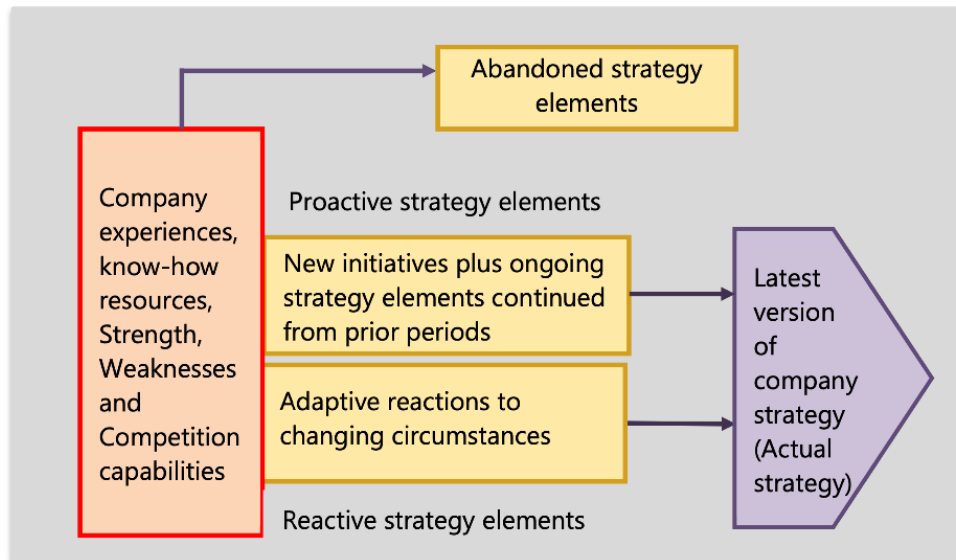 Abandoned strategy
elements
Company
experiences,
know-how
resources,
Strength,
Weaknesses
and
Competition
capabilities
Proactive strategy elements
New initiatives plus ongoing
strategy elements continued
from prior periods
Adaptive reactions to
changing circumstances
Reactive strategy elements
Latest
version
of
company
strategy
(Actual
strategy)